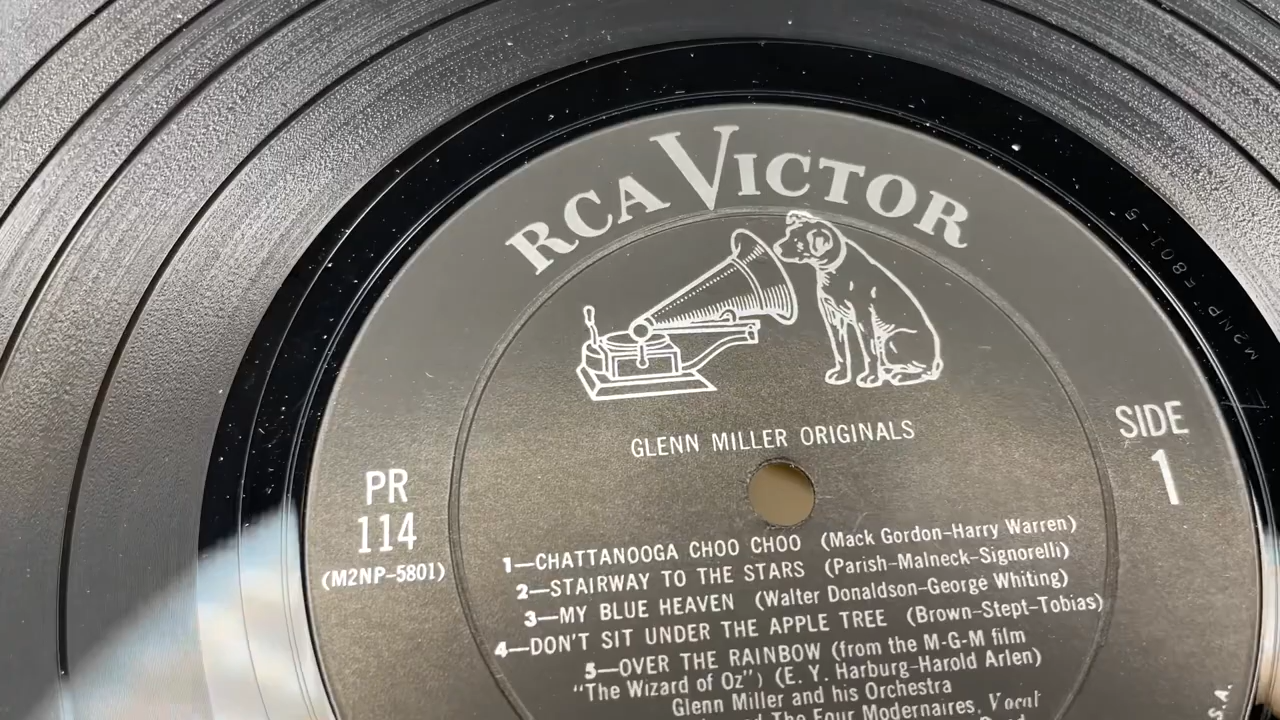 RCA VICTOR
GLENN MILLER ORIGINALS
SIDE
1
PR
114
(M2NP-5801)
1—CHATTANOOGA CHOO CHOO (Mack Gordon-Harry Warren)
2—STAIRWAY TO THE STARS (Parish-Malneck-Signorelli)
3—MY BLUE HEAVEN (Walter Donaldson-George Whiting)
4—DON'T SIT UNDER THE APPLE TREE (Brown-Stept-Tobias)
5—OVER THE RAINBOW (from the M-G-M film
"The Wizard of Oz") (E. Y. Harburg-Harold Arlen)
Glenn Miller and his Orchestra
The Four Modernaires, Vocal
M2NP 5801-5